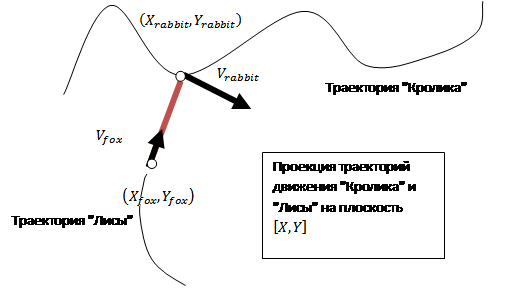 (X_rabbit, Y_rabbit)
V_rabbit
Траектория "Кролика"
V_fox
(X_fox, Y_fox)
Траектория "Лисы"
Проекция траекторий
движения "Кролика" и
"Лисы" на плоскость
[X, Y]